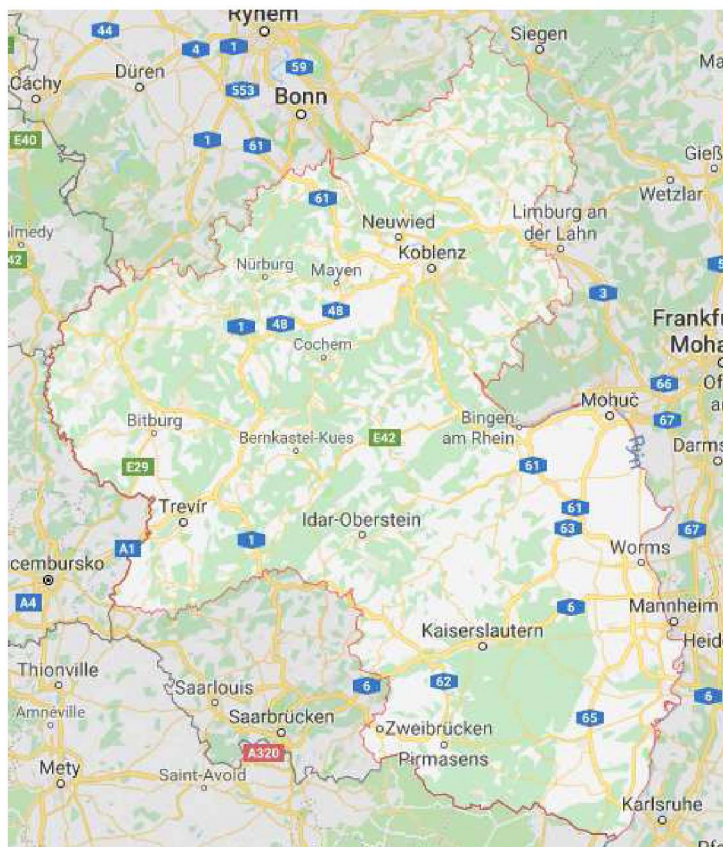 Rýnem
Siegen
44
4
1
Cáchy
Düren
59
553
Bonn
1
61
E40
Gieß
Wetzlar
61
Limburg an
der Lahn
Neuwied
Koblenz
almedy
42
Nürburg
Mayen
48
48
1
3
5
Cochem
Frankfu
Moha
66
Of
Mohuč
67
Bingen
am Rhein
Rýn
Bitburg
Bernkastel-Kues
E42
Darms
E29
61
Trevír
Idar-Oberstein
61
63
67
A1
1
Worms
cembursko
A4
6
Mannheim
Kaiserslautern
Heide
Thionville
Saarlouis
6
62
6
Amnéville
Saarbrücken
Zweibrücken
65
A320
Pirmasens
Mety
Saint-Avold
Karlsruhe